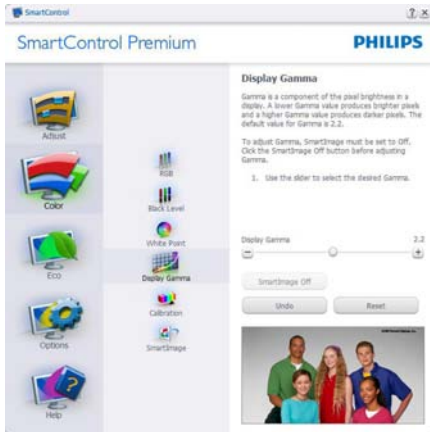 SmartControl
SmartControl Premium
PHILIPS
Adjust
Color
Eco
Options
Help
RGB
Black Level
White Point
Display Gamma
Calibration
SmartImage
Display Gamma
Gamma is a component of the pixel brightness in a
display. A lower Gamma value produces brighter pixels
and a higher Gamma value produces darker pixels. The
default value for Gamma is 2.2.
To adjust Gamma, SmartImage must be set to Off.
Click the SmartImage Off button before adjusting
Gamma.
1. Use the slider to select the desired Gamma.
Display Gamma 2.2
SmartImage Off
Undo Reset